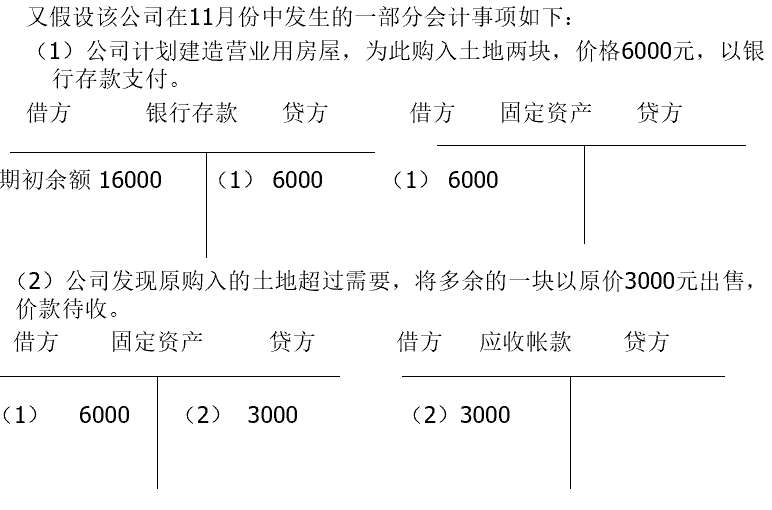 又假设该公司在11月份中发生的一部分会计事项如下：
（1）公司计划建造营业用房屋，为此购入土地两块，价格6000元，以银
行存款支付。
借方 银行存款 贷方 借方 固定资产 贷方
期初余额 16000 （1） 6000 （1） 6000
（2）公司发现原购入的土地超过需要，将多余的一块以原价3000元出售，
价款待收。
借方 固定资产 贷方 借方 应收帐款 贷方
（1） 6000 （2） 3000 （2）3000